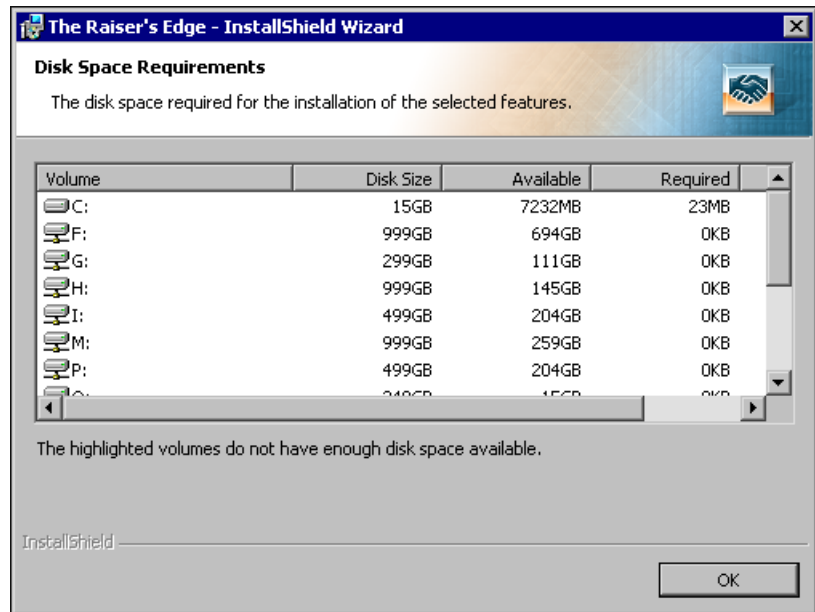 The Raiser's Edge - InstallShield Wizard
Disk Space Requirements
The disk space required for the installation of the selected features.
Volume Disk Size Available Required
C: 15GB 7232MB 23MB
F: 999GB 694GB 0KB
G: 299GB 111GB 0KB
H: 999GB 145GB 0KB
I: 499GB 204GB 0KB
M: 999GB 259GB 0KB
P: 499GB 204GB 0KB
The highlighted volumes do not have enough disk space available.
InstallShield
OK